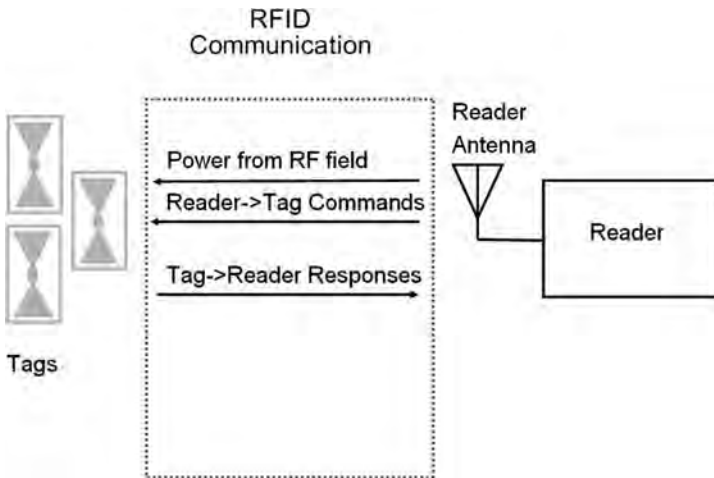 RFID
Communication
Reader
Antenna
Power from RF field
Reader->Tag Commands
Reader
Tag->Reader Responses
Tags